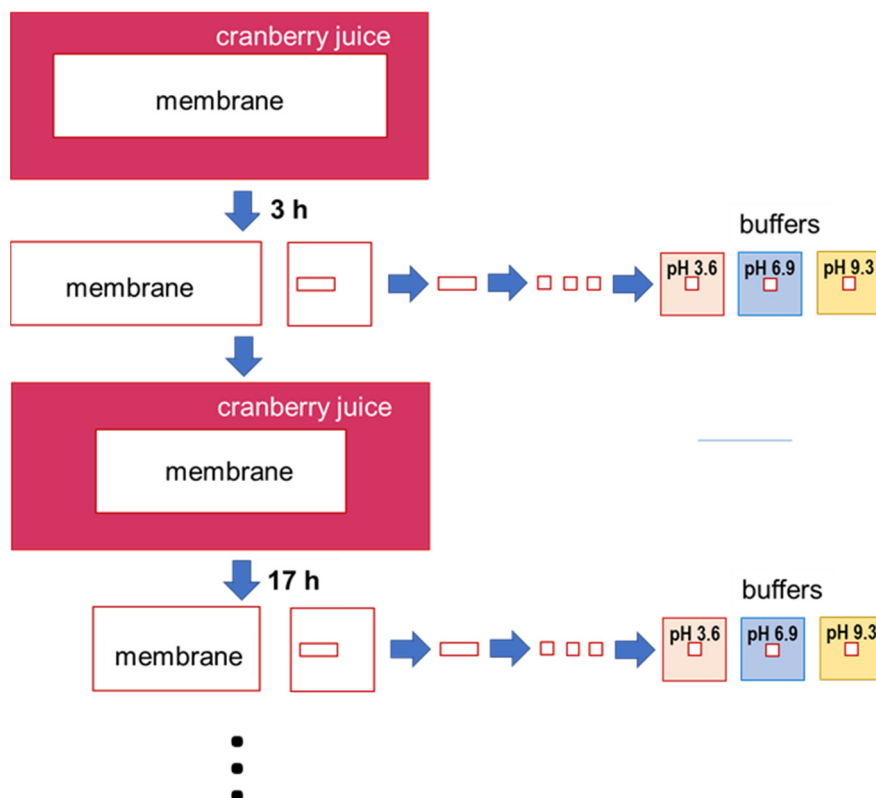 cranberry juice
membrane
3 h
buffers
membrane
pH 3.6
pH 6.9
pH 9.3
cranberry juice
membrane
17 h
buffers
membrane
pH 3.6
pH 6.9
pH 9.3